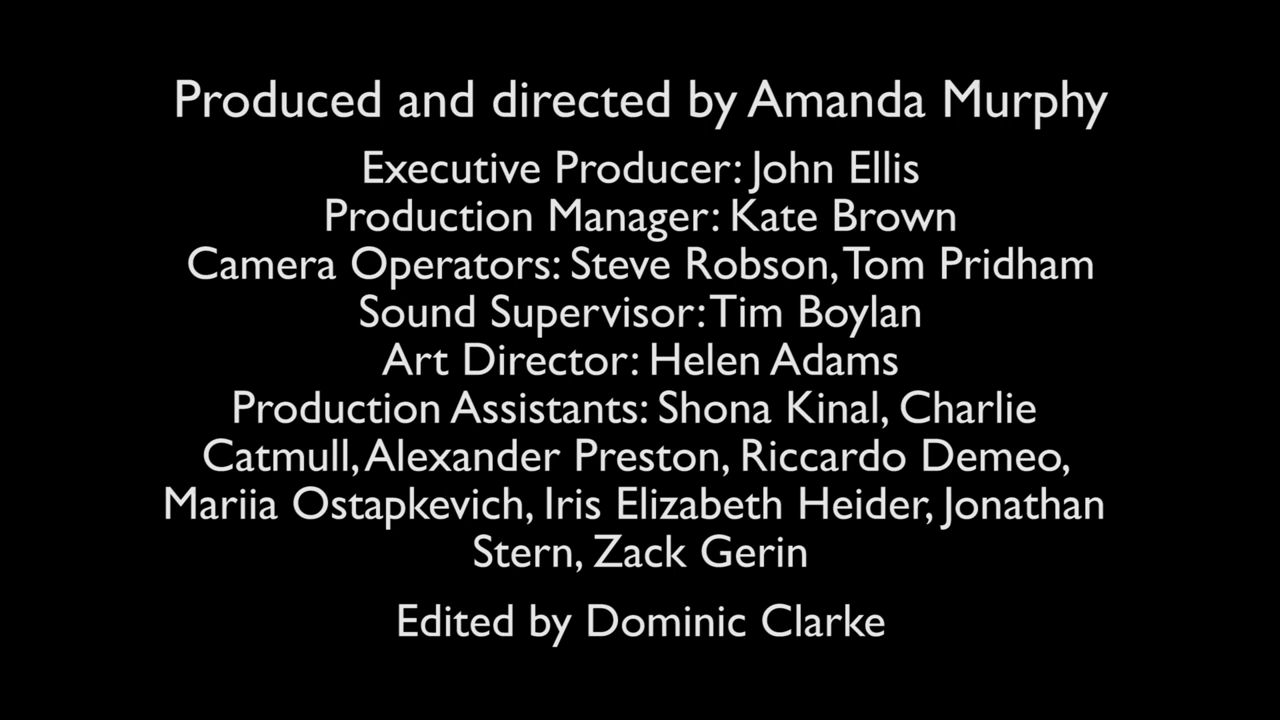 Produced and directed by Amanda Murphy
Executive Producer: John Ellis
Production Manager: Kate Brown
Camera Operators: Steve Robson, Tom Pridham
Sound Supervisor: Tim Boylan
Art Director: Helen Adams
Production Assistants: Shona Kinal, Charlie
Catmull, Alexander Preston, Riccardo Demeo,
Mariia Ostapkevich, Iris Elizabeth Heider, Jonathan
Stern, Zack Gerin
Edited by Dominic Clarke